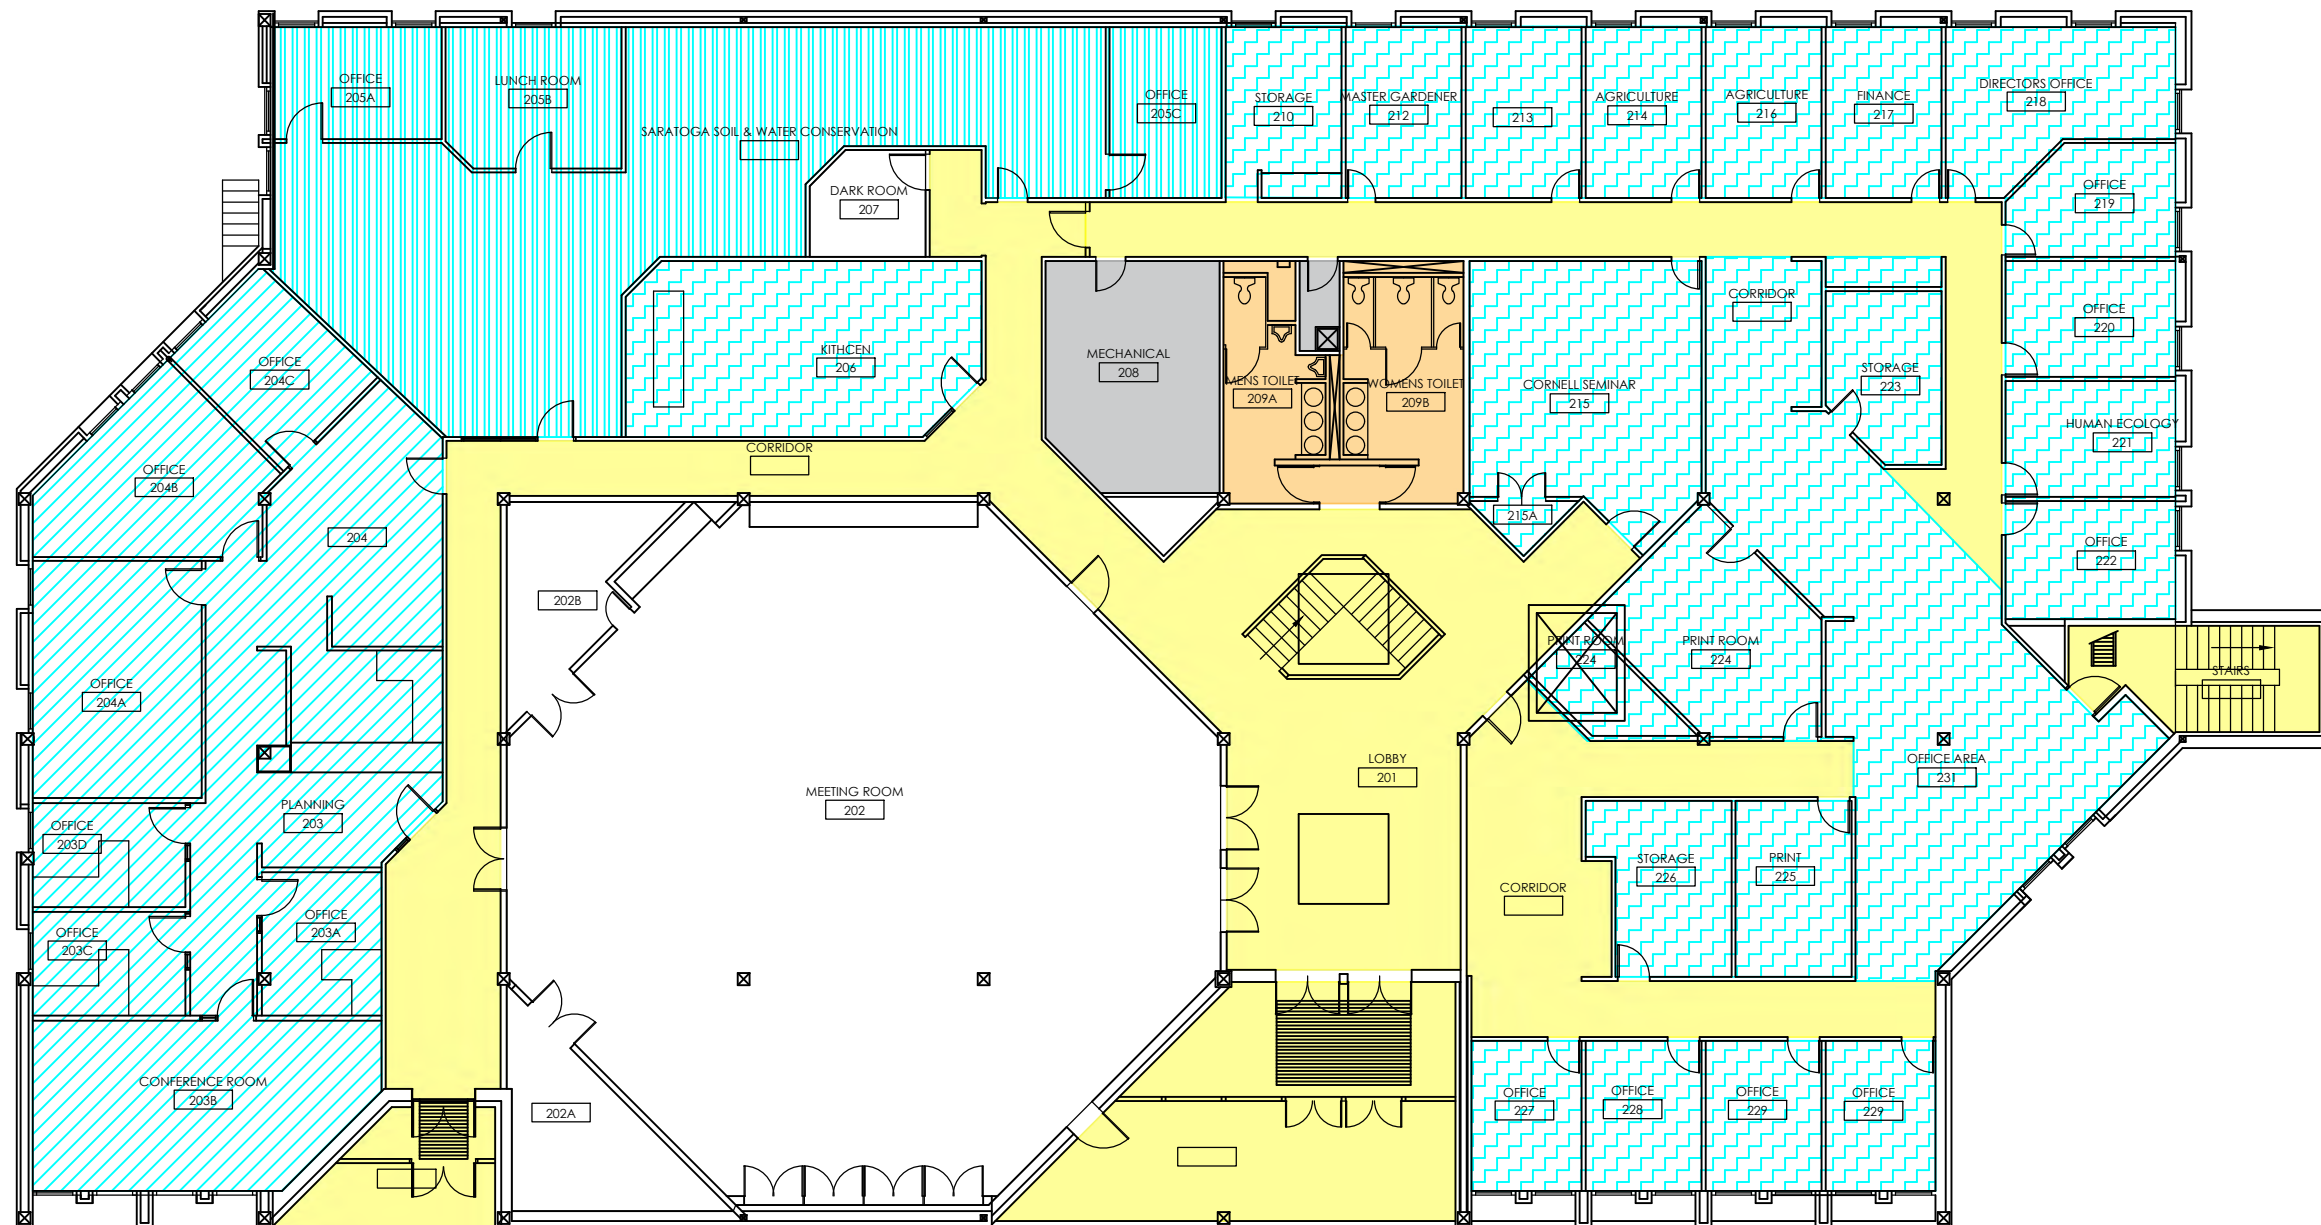 OFFICE
205A
LUNCH ROOM
205B
SARATOGA SOIL & WATER CONSERVATION
OFFICE
205C
STORAGE
210
MASTER GARDENER
212
213
AGRICULTURE
214
AGRICULTURE
216
FINANCE
217
DIRECTORS OFFICE
218
DARK ROOM
207
OFFICE
219
OFFICE
204C
KITHCEN
206
MECHANICAL
208
MENS TOILET
209A
WOMENS TOILET
209B
CORNELL SEMINAR
215
CORRIDOR
STORAGE
223
OFFICE
220
HUMAN ECOLOGY
221
OFFICE
204B
CORRIDOR
204
215A
OFFICE
222
202B
PRINT ROOM
224
PRINT ROOM
224
STAIRS
OFFICE
204A
LOBBY
201
OFFICE AREA
231
MEETING ROOM
202
PLANNING
203
OFFICE
203D
STORAGE
226
PRINT
225
CORRIDOR
OFFICE
203A
OFFICE
203C
CONFERENCE ROOM
203B
202A
OFFICE
227
OFFICE
228
OFFICE
229
OFFICE
229